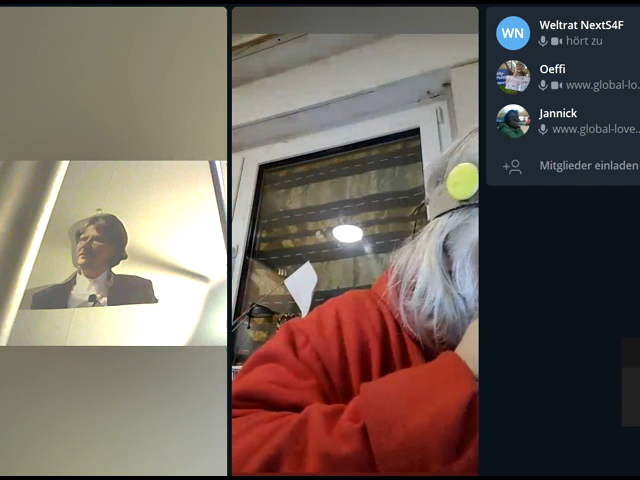 WN
Weltrat NextS4F
hört zu
Oeffi
www.global-lo...
Jannick
www.global-love...
Mitglieder einladen